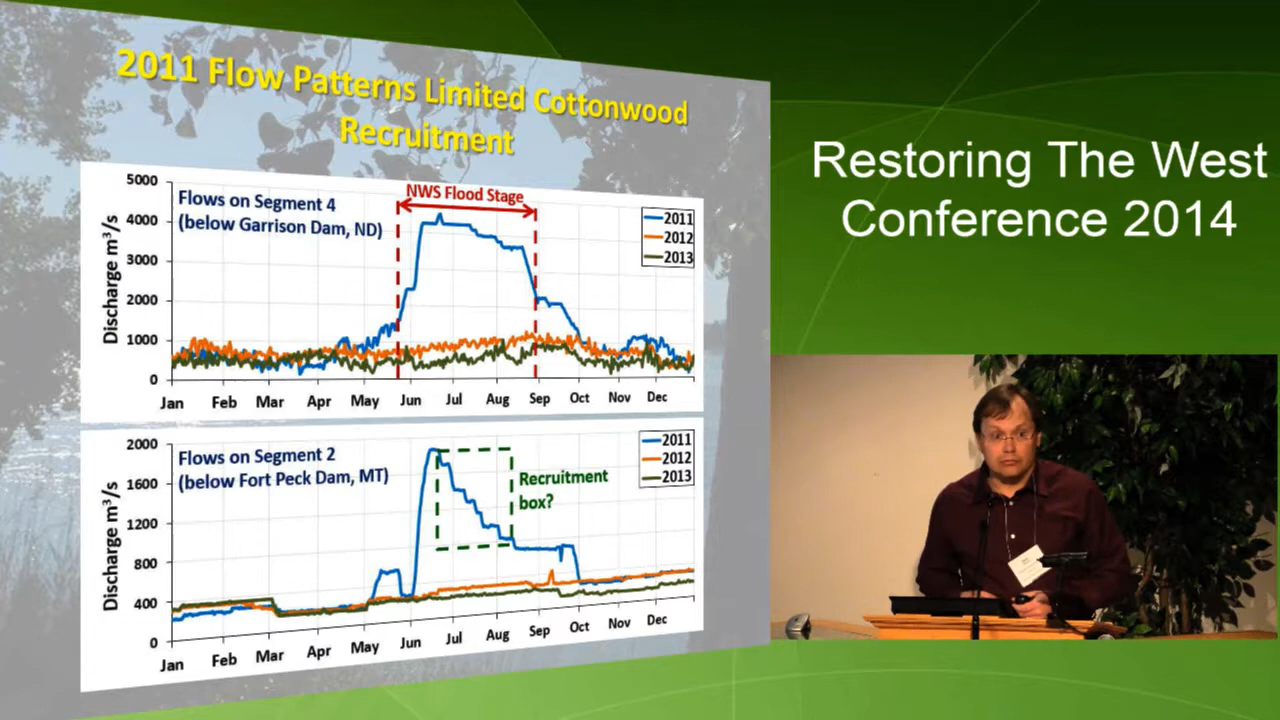 2011 Flow Patterns Limited Cottonwood
Recruitment
5000
4000
3000
2000
1000
0
Discharge m³/s
Flows on Segment 4
(below Garrison Dam, ND)
NWS Flood Stage
2011
2012
2013
Jan Feb Mar Apr May Jun Jul Aug Sep Oct Nov Dec
2000
1600
1200
800
400
0
Discharge m³/s
Flows on Segment 2
(below Fort Peck Dam, MT)
Recruitment
box?
2011
2012
2013
Jan Feb Mar Apr May Jun Jul Aug Sep Oct Nov Dec
Restoring The West
Conference 2014